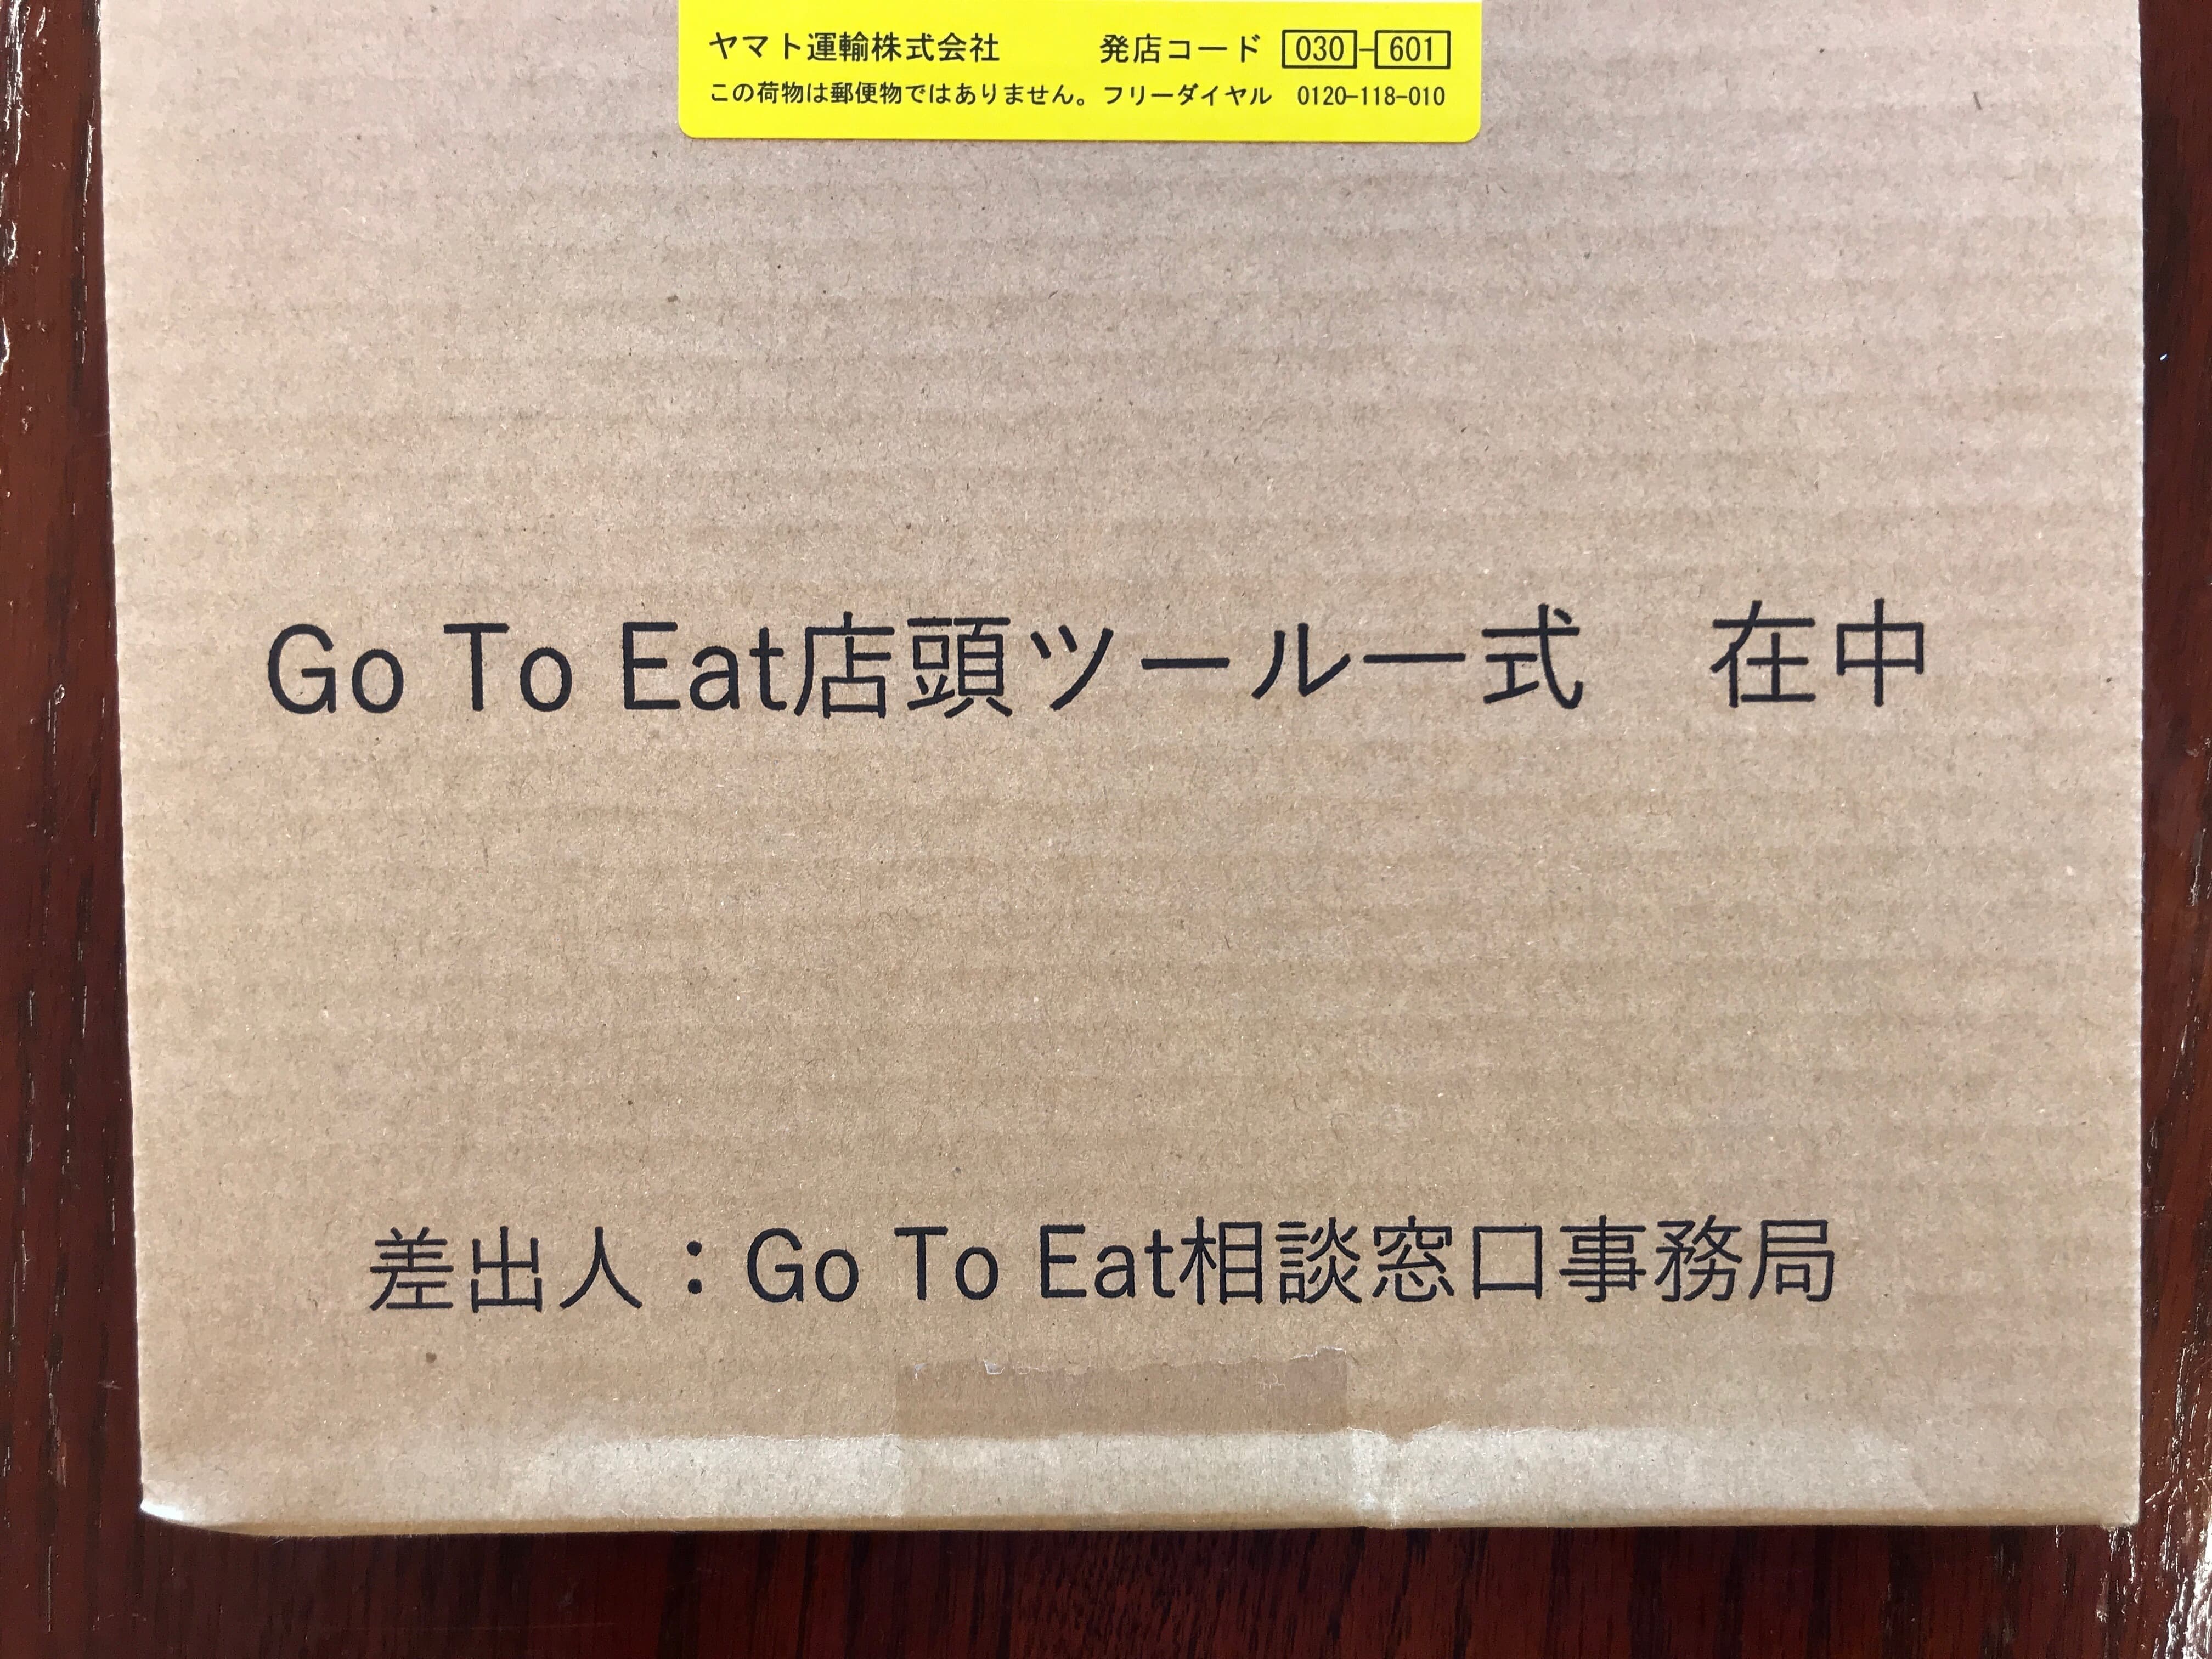 ヤマト運輸株式会社　発店コード 030-601
この荷物は郵便物ではありません。フリーダイヤル 0120-118-010
Go To Eat店頭ツール一式　在中
差出人：Go To Eat相談窓口事務局